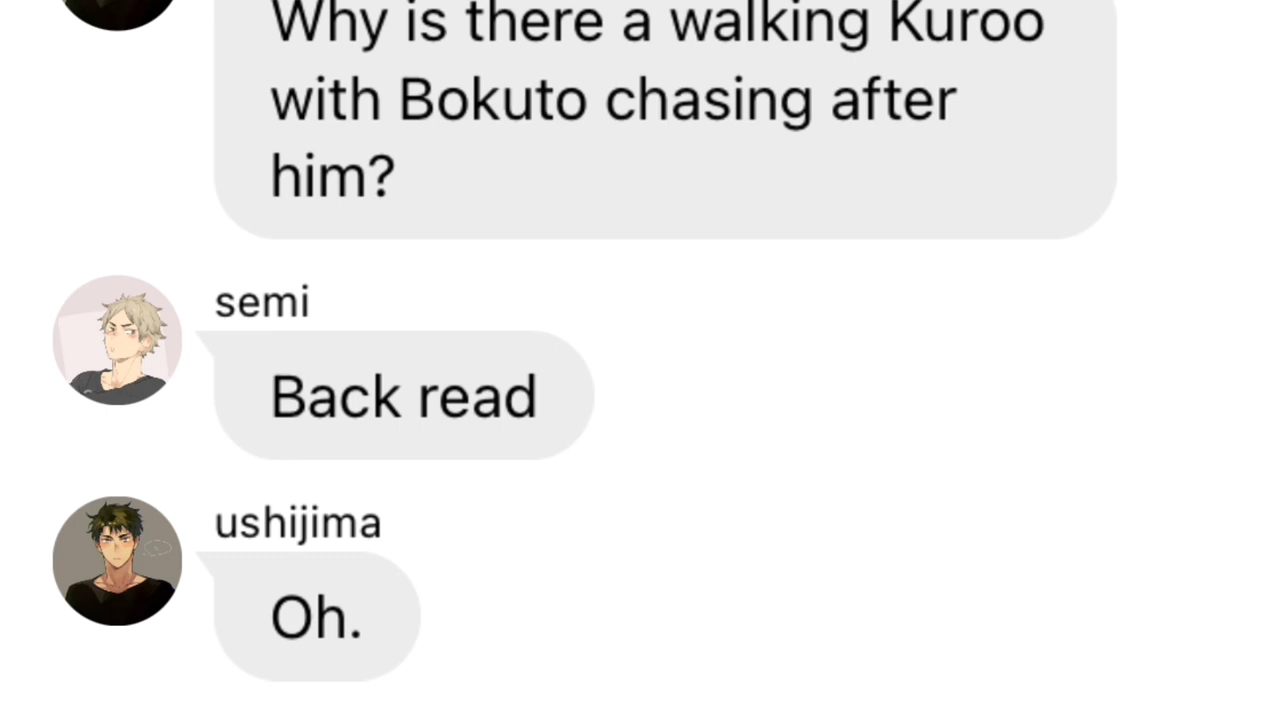 Why is there a walking Kuroo
with Bokuto chasing after
him?
semi
Back read
ushijima
Oh.